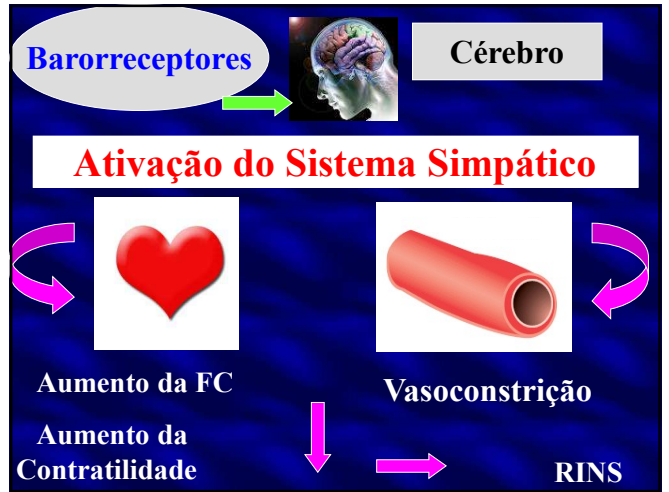 Barorreceptores
Cérebro
Ativação do Sistema Simpático
Aumento da FC
Vasoconstrição
Aumento da
Contratilidade
RINS